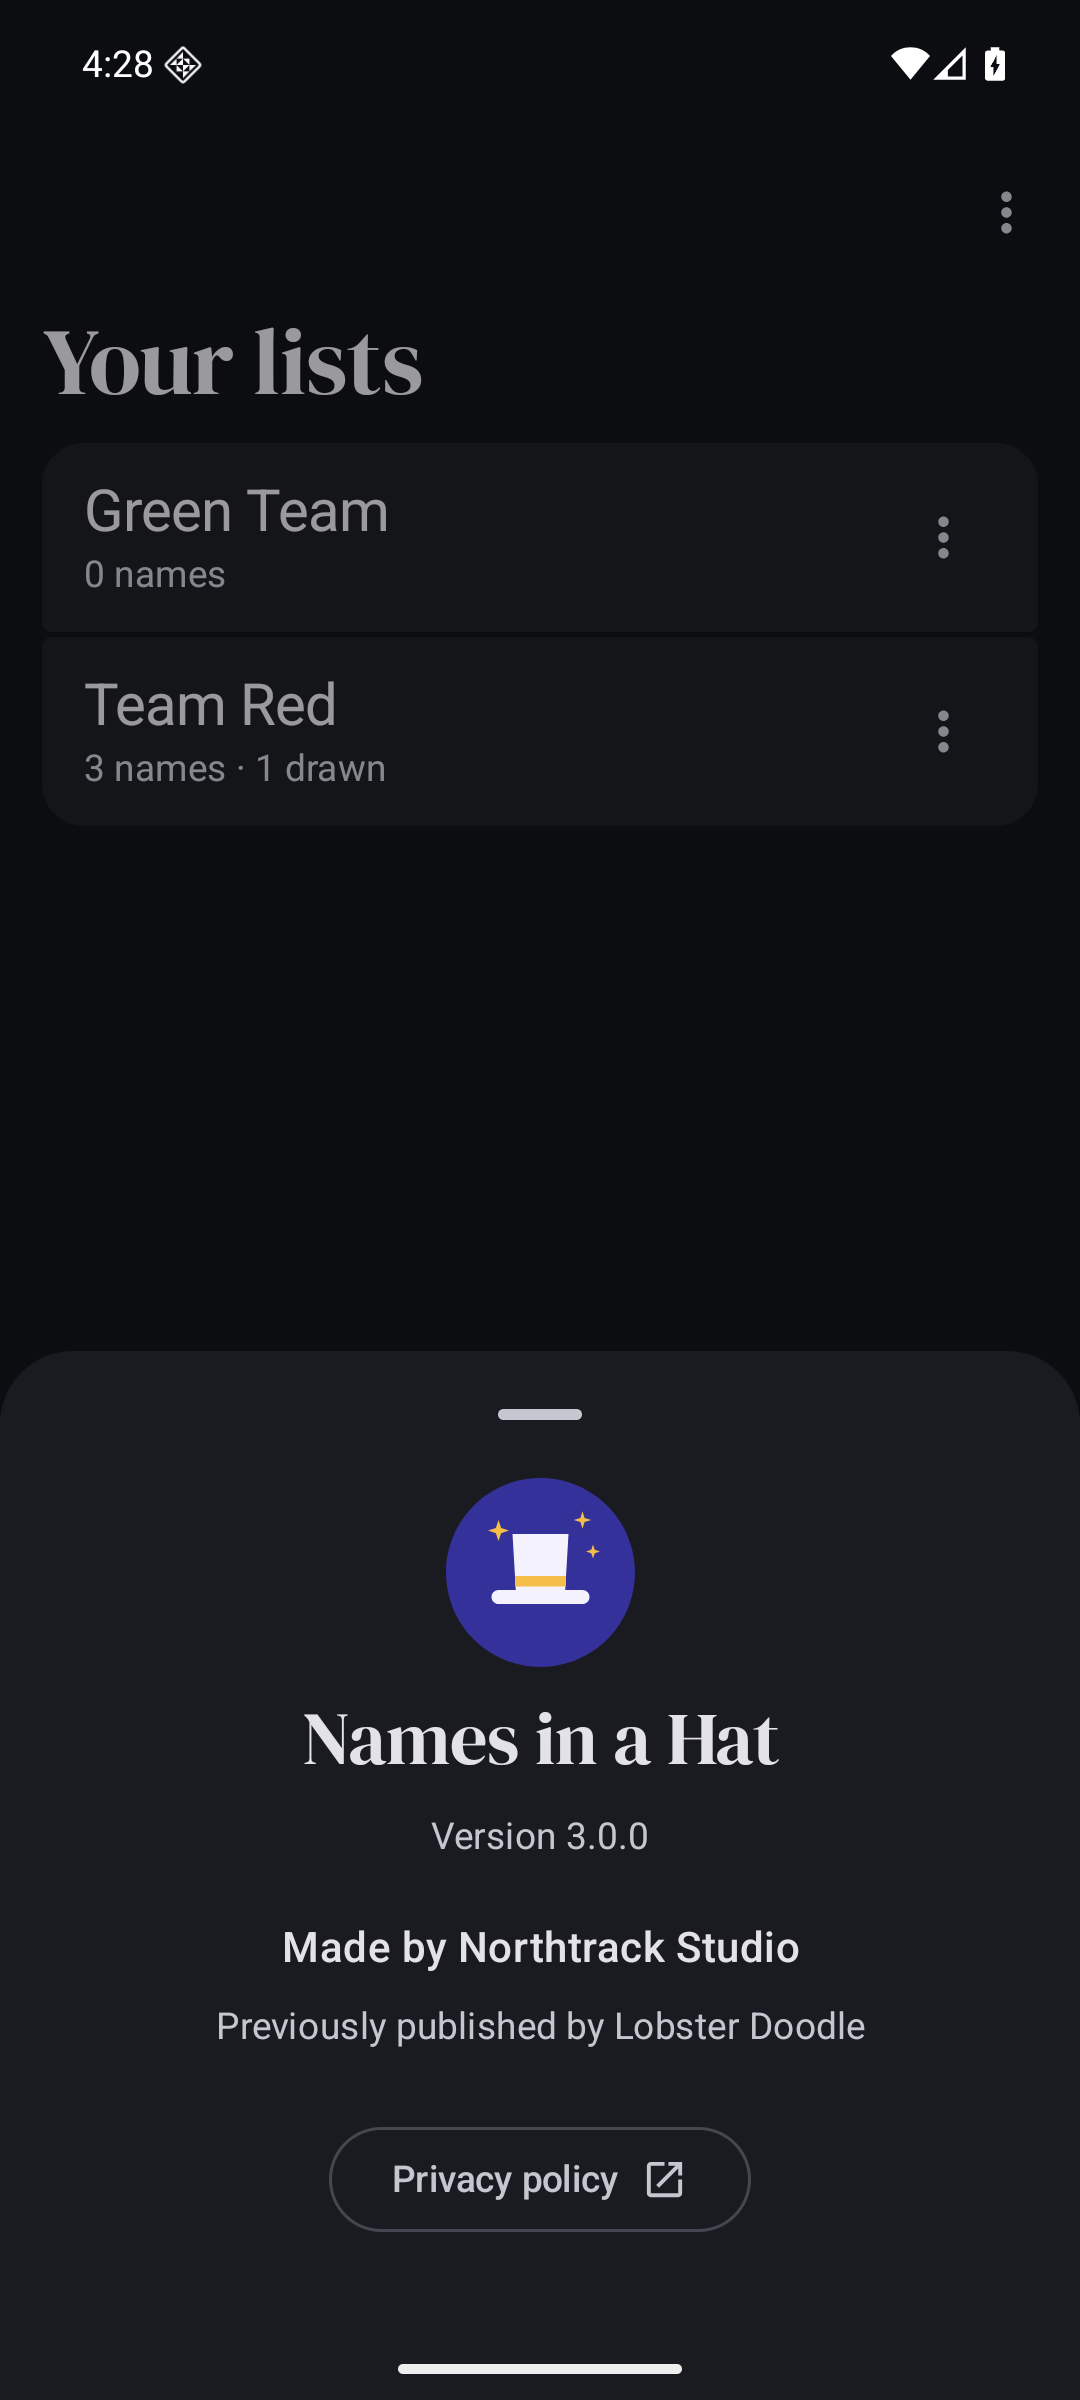 4:28
Your lists
Green Team
0 names
Team Red
3 names · 1 drawn
Names in a Hat
Version 3.0.0
Made by Northtrack Studio
Previously published by Lobster Doodle
Privacy policy